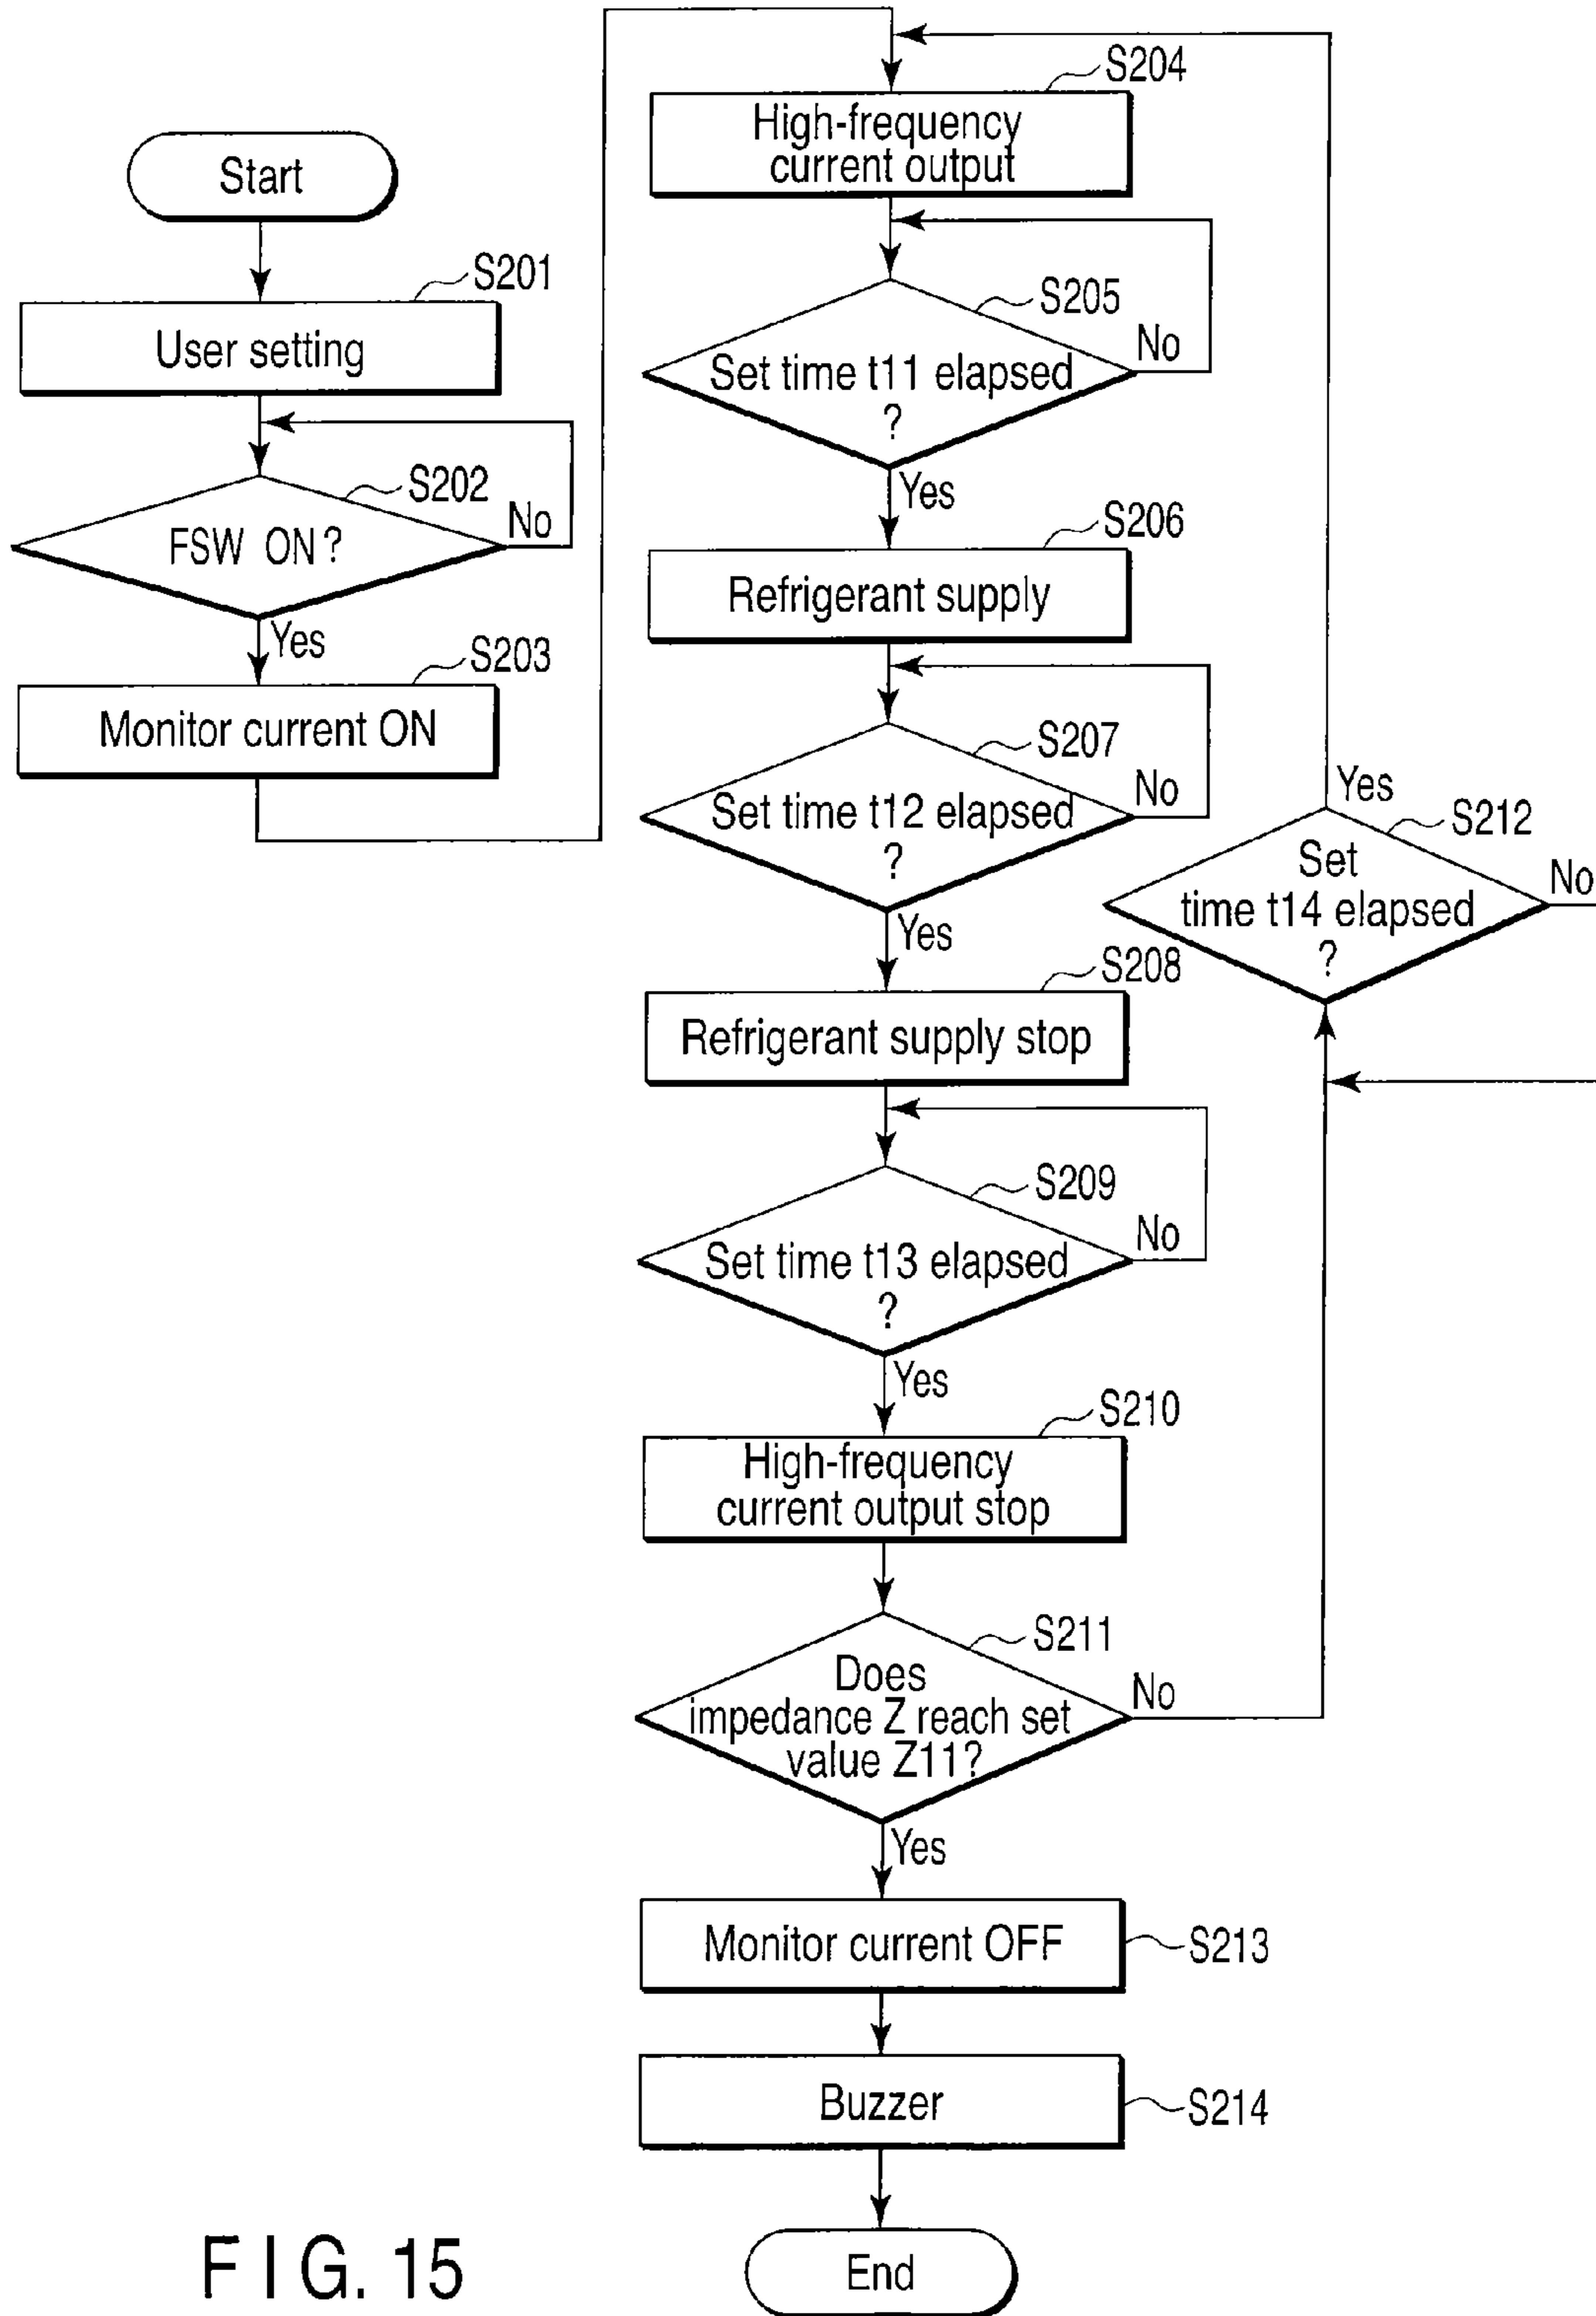 Start
S201
User setting
S202
FSW ON?
No
Yes
S203
Monitor current ON
S204
High-frequency
current output
S205
Set time t11 elapsed
?
No
Yes
S206
Refrigerant supply
S207
Set time t12 elapsed
?
No
Yes
S208
Refrigerant supply stop
S209
Set time t13 elapsed
?
No
Yes
S210
High-frequency
current output stop
S211
Does
impedance Z reach set
value Z11?
No
Yes
S212
Set
time t14 elapsed
?
Yes
No
Monitor current OFF
S213
Buzzer
S214
End
FIG. 15